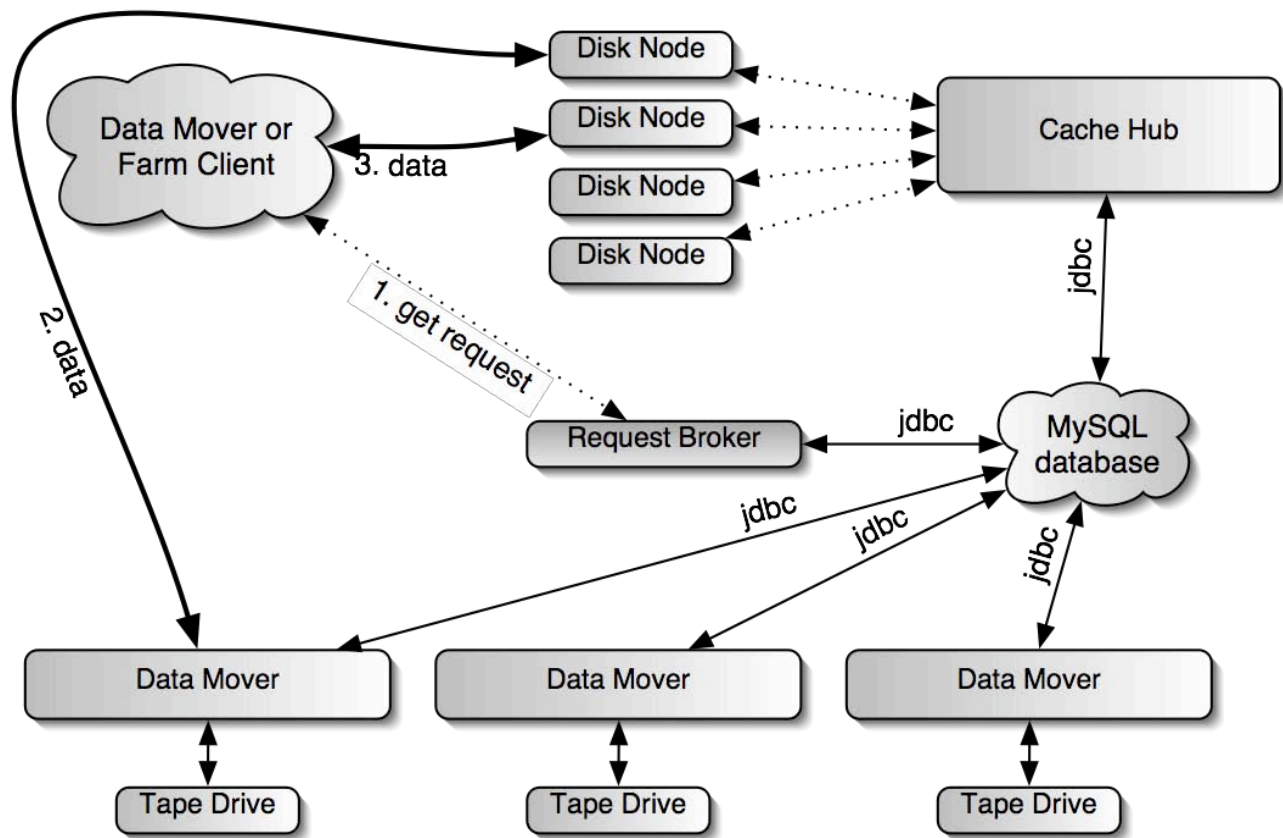 Disk Node
Data Mover or
Farm Client
Disk Node
Cache Hub
3. data
Disk Node
Disk Node
jdbc
2. data
1. get request
Request Broker
jdbc
MySQL
database
jdbc
jdbc
jdbc
Data Mover
Data Mover
Data Mover
Tape Drive
Tape Drive
Tape Drive